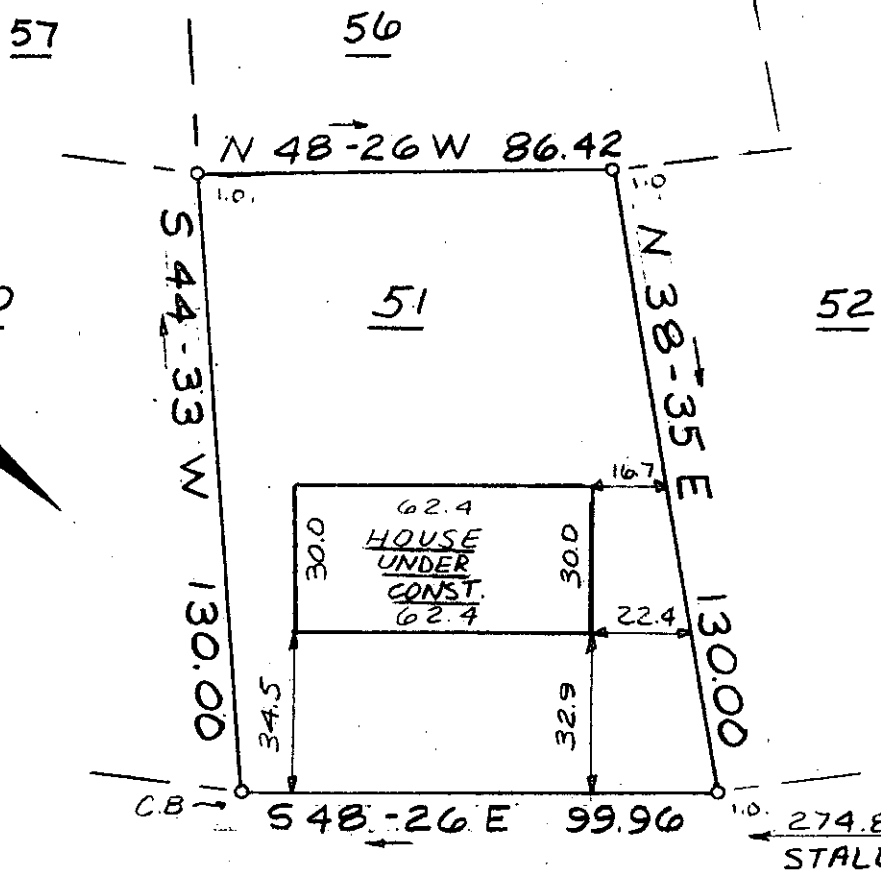 57
56
N 48-26 W 86.42
I.O.
I.O.
S 44-33 W 130.00
51
N 38-35 E 130.00
52
16.7
62.4
30.0
HOUSE
UNDER
CONST.
30.0
62.4
22.4
34.5
32.9
C.B
S 48-26 E 99.96
I.O.
274.8